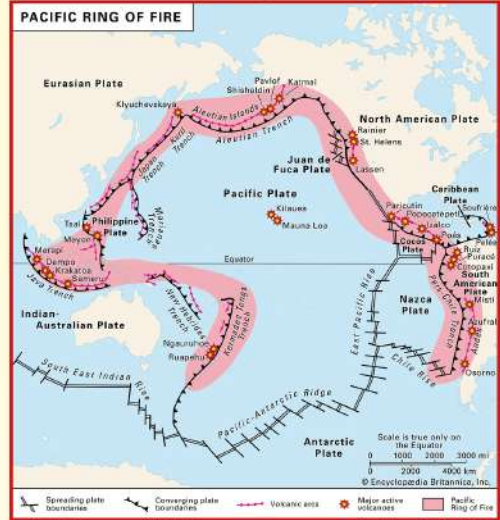 PACIFIC RING OF FIRE
Eurasian Plate
Pavlof
Katmai
Shishaldin
Klyuchevskaya
Aleutian Islands
Aleutian Trench
Kuril Trench
Japan Trench
North American Plate
Rainier
St. Helens
Lassen
Juan de
Fuca Plate
Pacific Plate
Kilauea
Mauna Loa
Mariana Trench
Philippine
Plate
Taal
Mayon
Paricutín
Popocatépetl
Izalco
Poás
Cocos
Plate
Caribbean
Plate
Soufrière
Pelée
Ruiz
Puracé
Cotopaxi
Merapi
Dempo
Krakatoa
Semeru
Java Trench
Equator
South
American
Plate
Misti
Azufral
Andes
Osorno
Peru-Chile Trench
Nazca
Plate
Indian-
Australian Plate
New Hebrides
Trench
Kermadec Tonga
Trench
Ngauruhoe
Ruapehu
East Pacific Rise
Chile Rise
South East Indian
Rise
Pacific-Antarctic Ridge
Antarctic
Plate
Scale is true only on
the Equator
0 1000 2000 3000 mi
0 2000 4000 km
© Encyclopædia Britannica, Inc.
Spreading plate
boundaries
Converging plate
boundaries
Volcanic area
Major active
volcanoes
Pacific
Ring of Fire